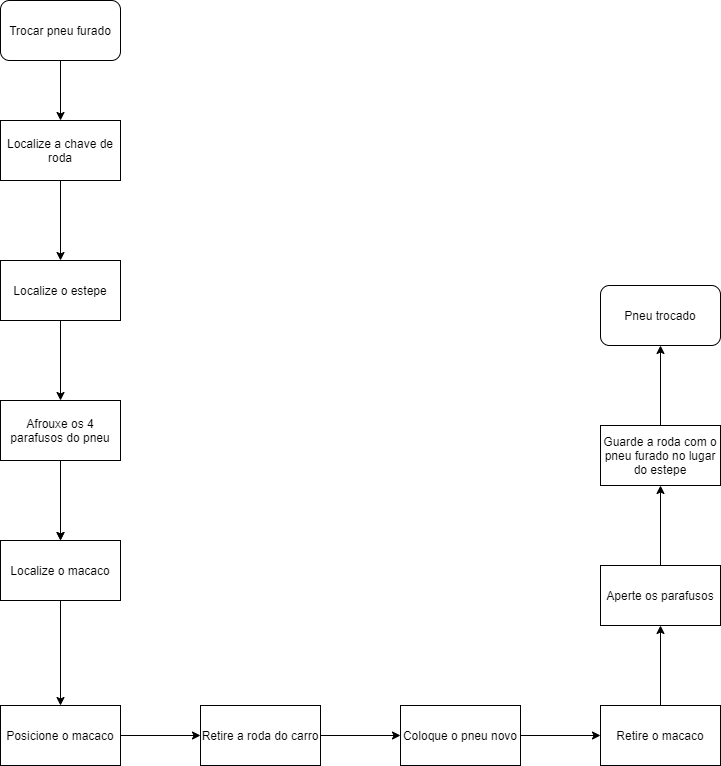 Trocar pneu furado
Localize a chave de
roda
Localize o estepe
Afrouxe os 4
parafusos do pneu
Localize o macaco
Posicione o macaco
Retire a roda do carro
Coloque o pneu novo
Retire o macaco
Aperte os parafusos
Guarde a roda com o
pneu furado no lugar
do estepe
Pneu trocado